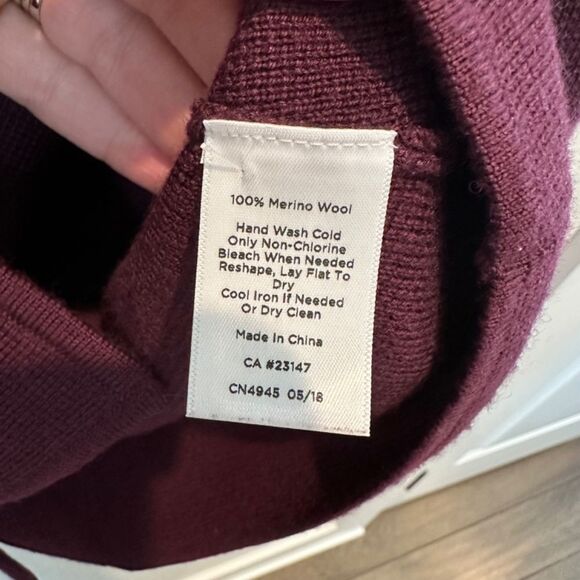 100% Merino Wool
Hand Wash Cold
Only Non-Chlorine
Bleach When Needed
Reshape, Lay Flat To
Dry
Cool Iron If Needed
Or Dry Clean
Made In China
CA #23147
CN4945 05/18